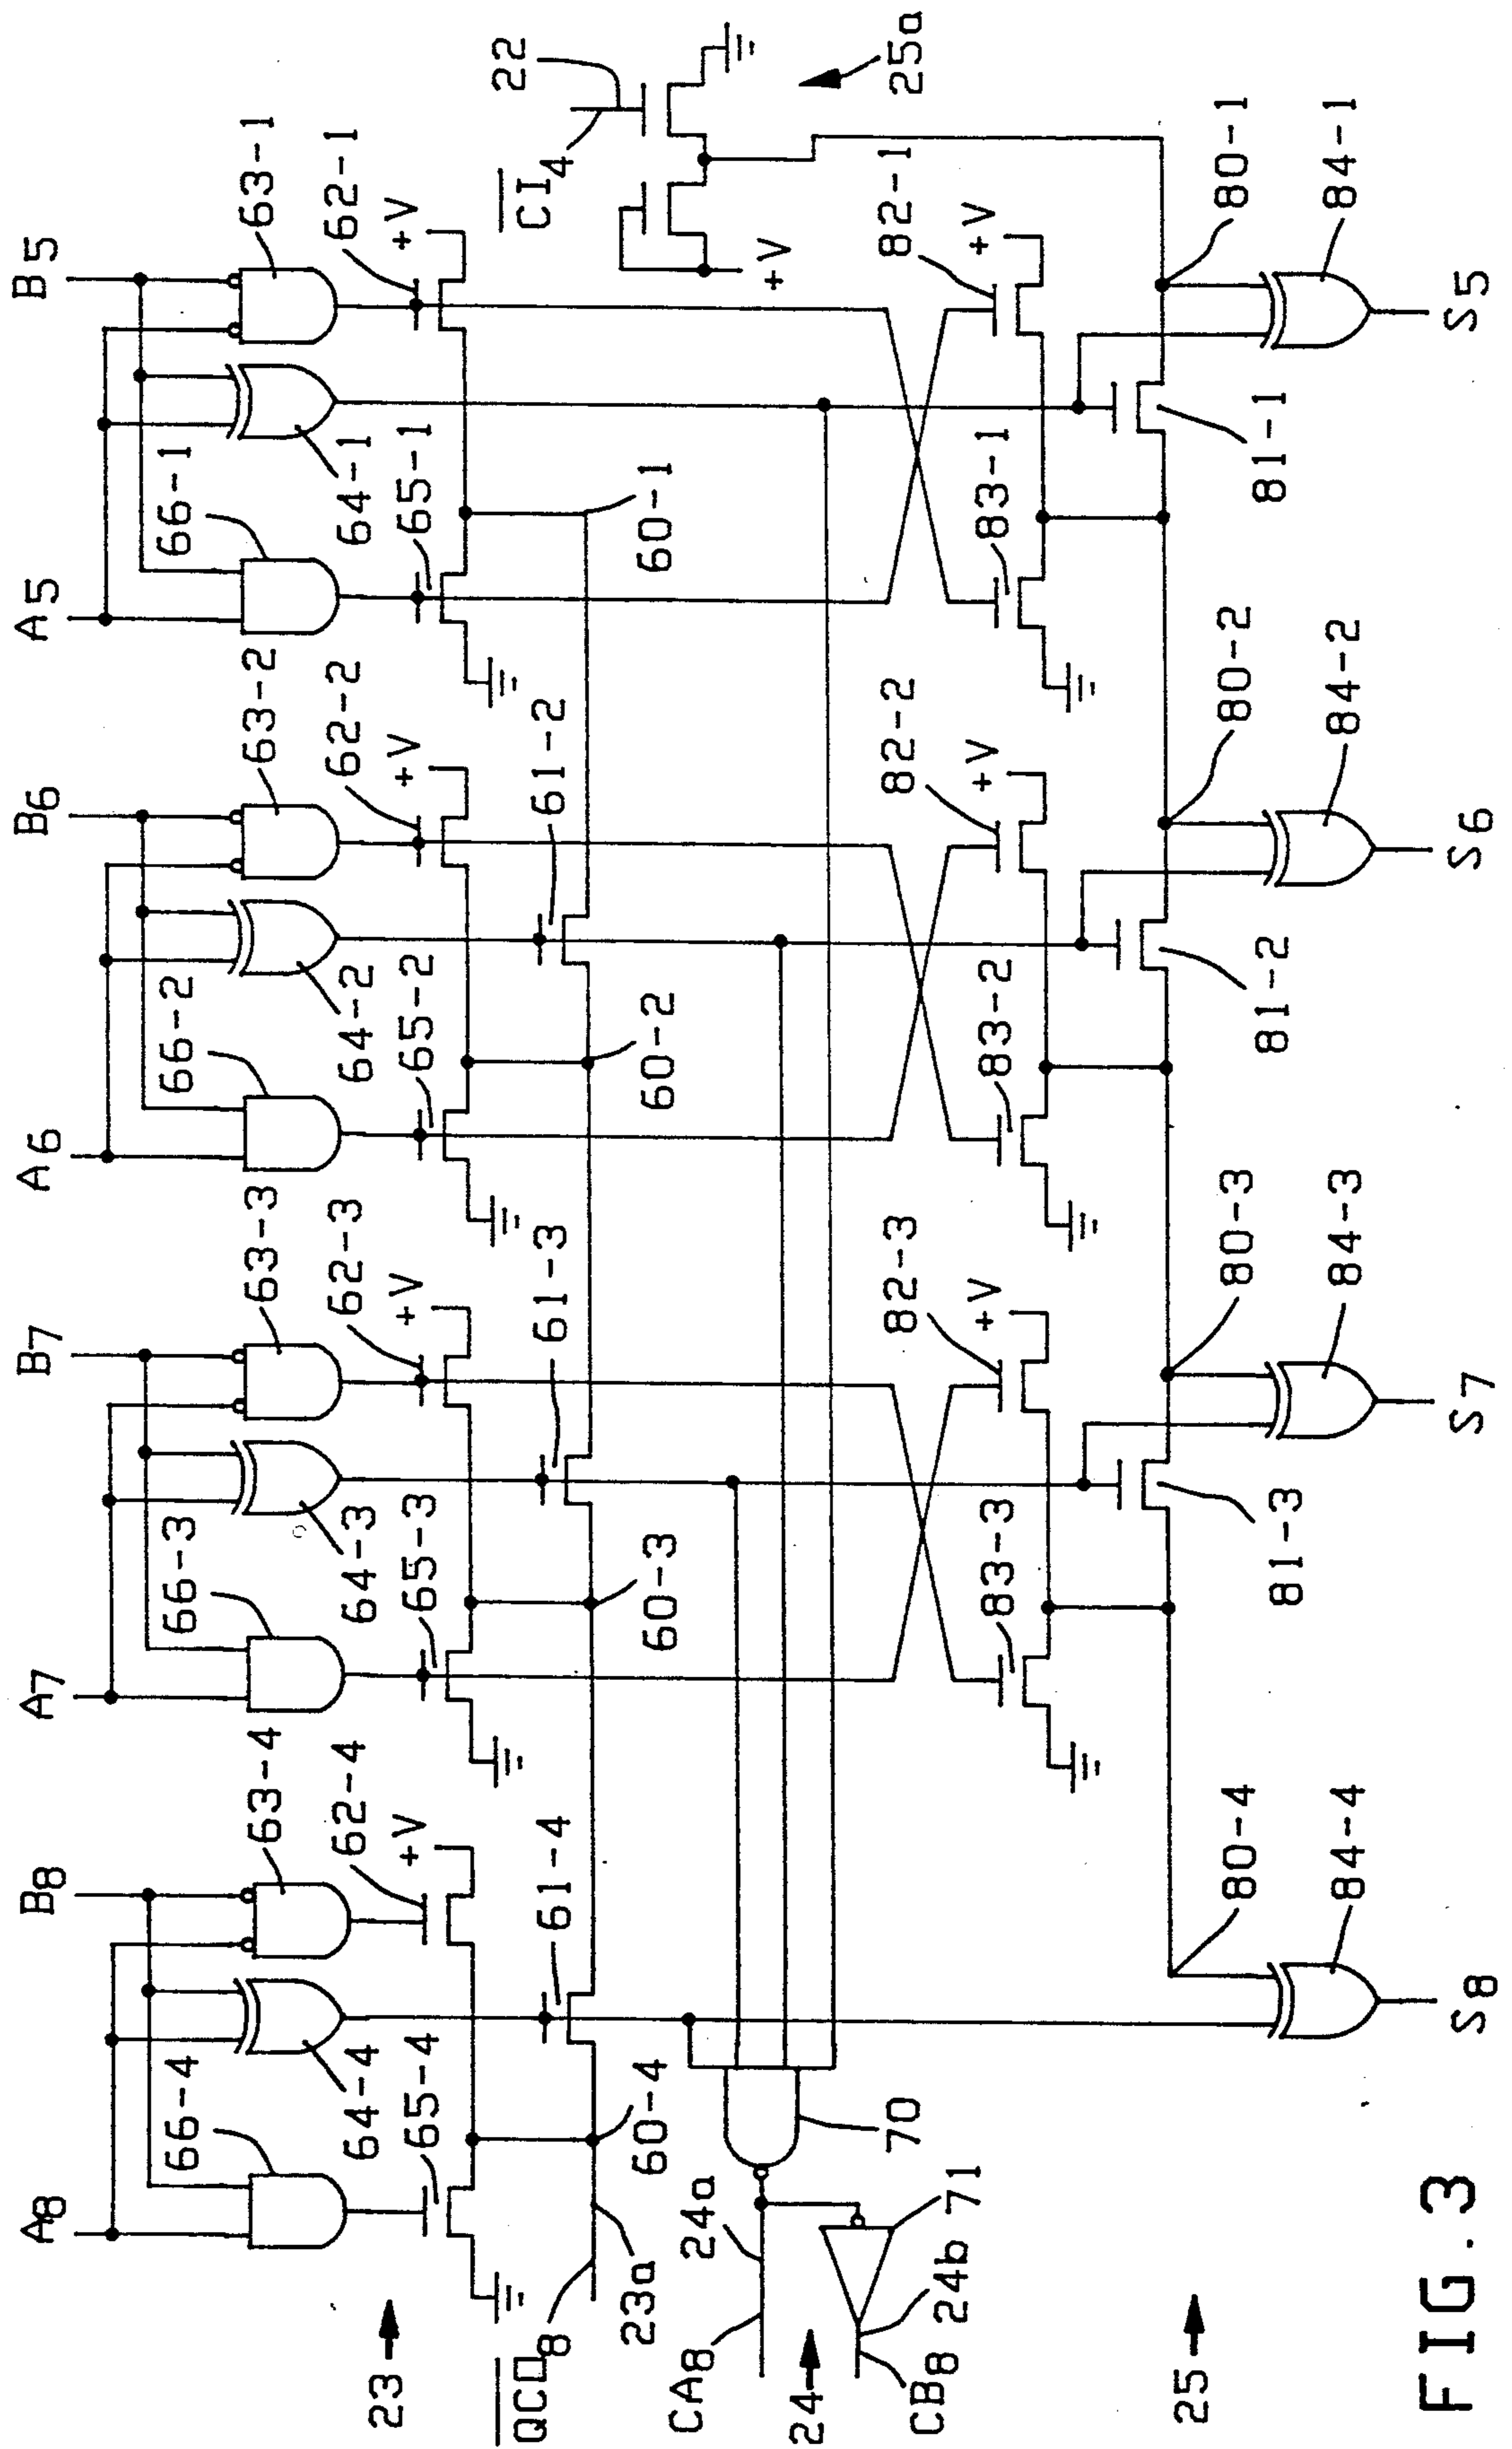 A8
B8
A7
B7
A6
B6
A5
B5
66-4
63-4
66-3
63-3
66-2
63-2
66-1
63-1
64-4
62-4
64-3
62-3
64-2
62-2
64-1
62-1
23
65-4
+V
65-3
+V
65-2
+V
65-1
+V
22
QCO8
61-4
61-3
61-2
CI4
23a
60-4
60-3
60-2
60-1
+V
25a
CA8
24a
70
24
71
CB8
24b
82-3
82-2
82-1
83-3
+V
83-2
+V
83-1
+V
25
80-4
81-3
80-3
81-2
80-2
81-1
80-1
84-4
84-3
84-2
84-1
S8
S7
S6
S5
FIG. 3